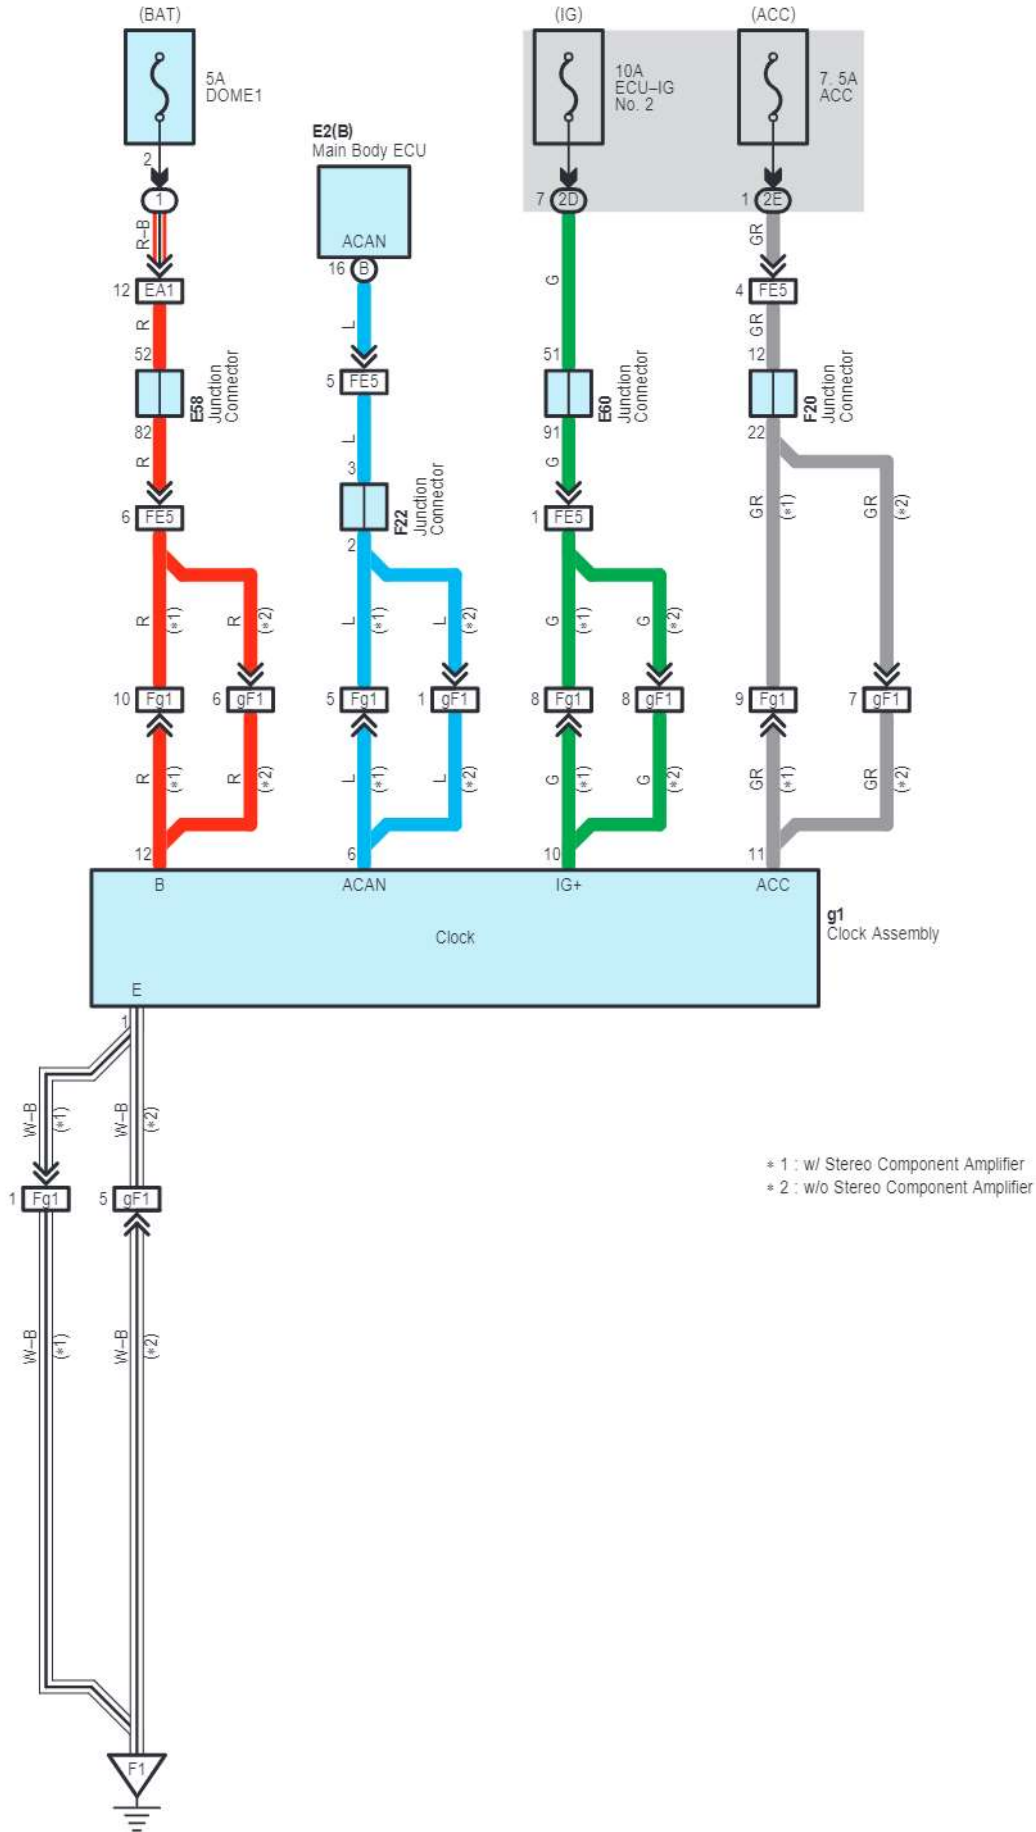 (BAT)
(IG)
(ACC)
5A
DOME1
10A
ECU–IG
No. 2
7. 5A
ACC
E2(B)
Main Body ECU
2
1
7
2D
1
2E
ACAN
16
B
R–B
GR
12
EA1
G
4
FE5
R
L
GR
52
51
12
E58
Junction
Connector
5
FE5
E60
Junction
Connector
F20
Junction
Connector
82
91
22
R
L
G
3
6
FE5
F22
Junction
Connector
1
FE5
GR
(*1)
GR
(*2)
2
R
(*1)
R
(*2)
L
(*1)
L
(*2)
G
(*1)
G
(*2)
10
Fg1
6
gF1
5
Fg1
1
gF1
8
Fg1
8
gF1
9
Fg1
7
gF1
R
(*1)
R
(*2)
L
(*1)
L
(*2)
G
(*1)
G
(*2)
GR
(*1)
GR
(*2)
12
6
10
11
B
ACAN
IG+
ACC
Clock
g1
Clock Assembly
E
1
W–B
(*1)
W–B
(*2)
* 1 : w/ Stereo Component Amplifier
* 2 : w/o Stereo Component Amplifier
1
Fg1
5
gF1
W–B
(*1)
W–B
(*2)
F1